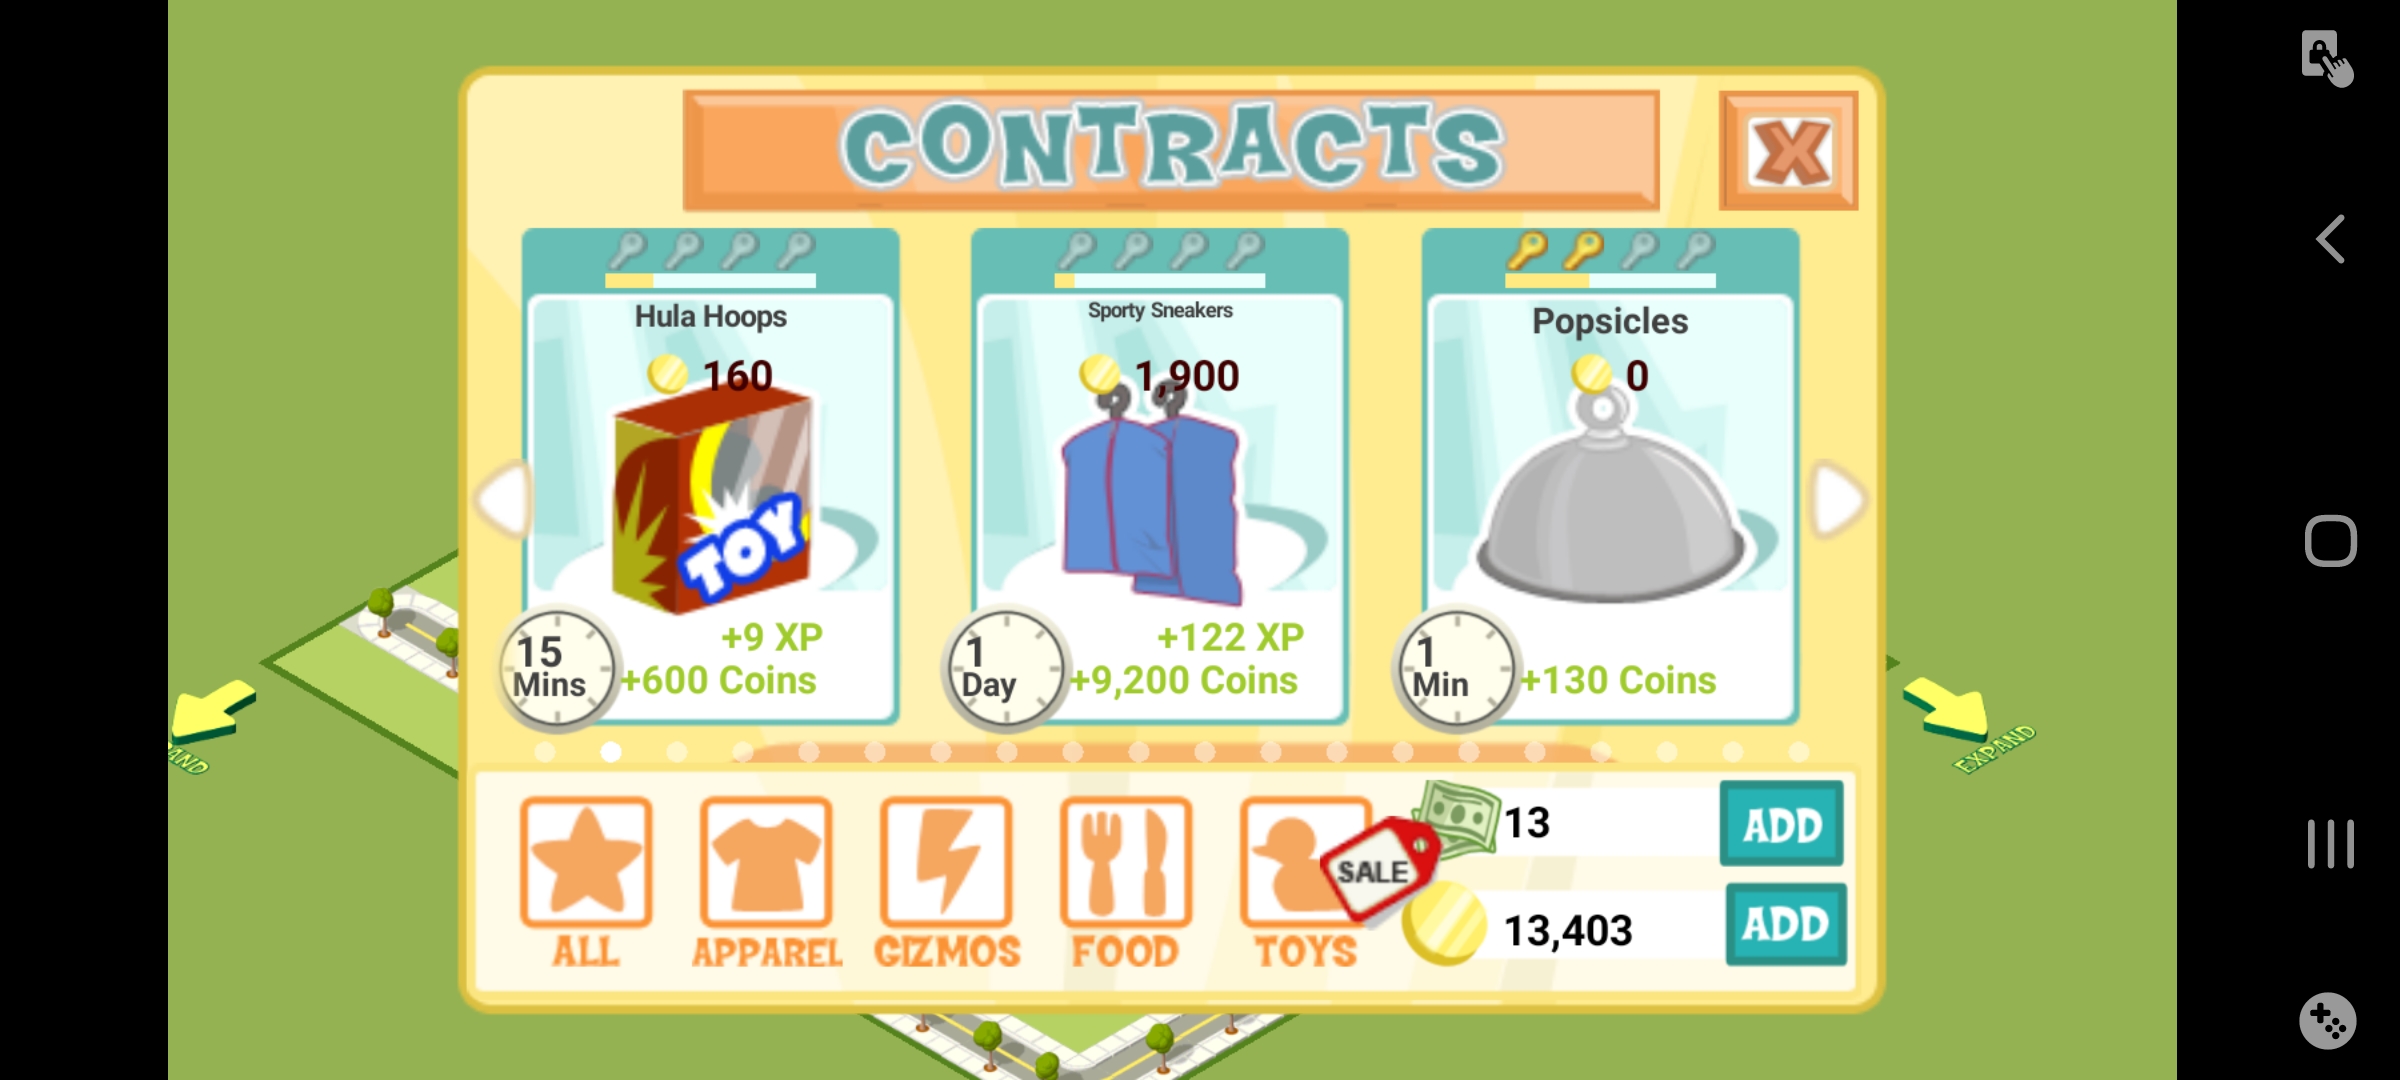 CONTRACTS
X
Hula Hoops
160
TOY
15
Mins
+9 XP
+600 Coins
Sporty Sneakers
1,900
1
Day
+122 XP
+9,200 Coins
Popsicles
0
1
Min
+130 Coins
EXPAND
AND
ALL
APPAREL
GIZMOS
FOOD
TOYS
SALE
13
ADD
13,403
ADD